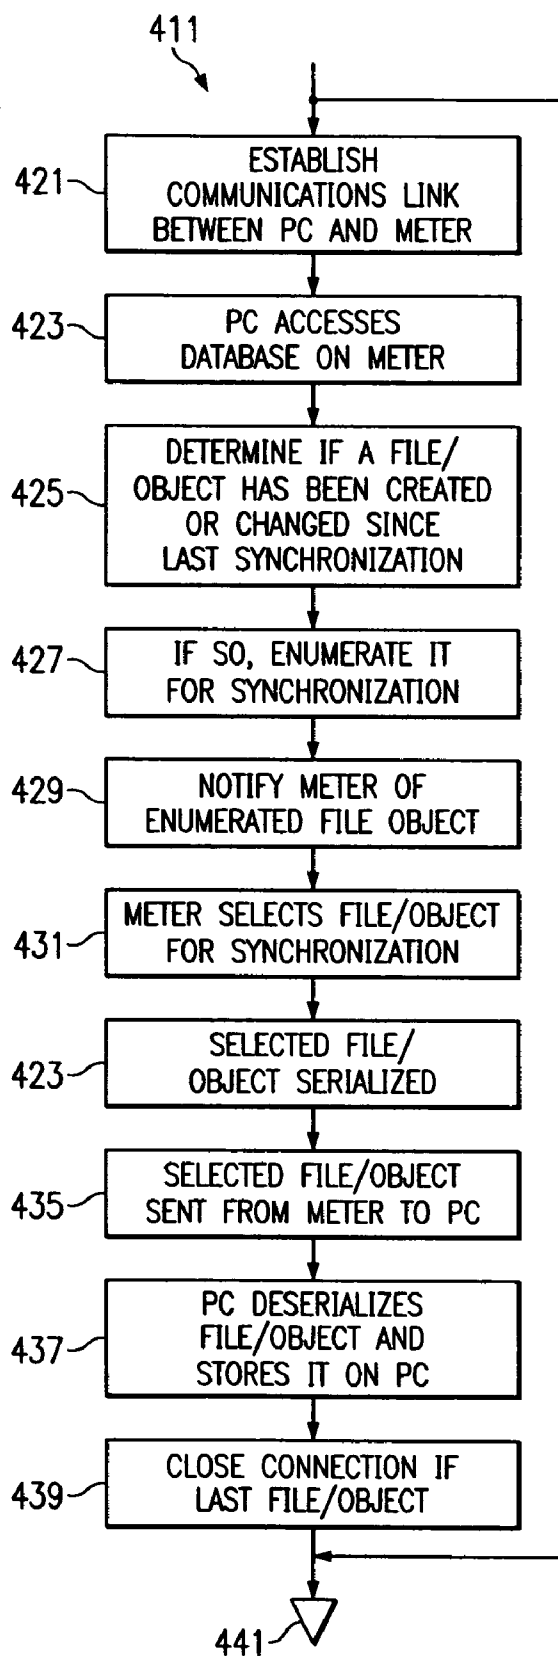 411
421
ESTABLISH
COMMUNICATIONS LINK
BETWEEN PC AND METER
423
PC ACCESSES
DATABASE ON METER
425
DETERMINE IF A FILE/
OBJECT HAS BEEN CREATED
OR CHANGED SINCE
LAST SYNCHRONIZATION
427
IF SO, ENUMERATE IT
FOR SYNCHRONIZATION
429
NOTIFY METER OF
ENUMERATED FILE OBJECT
431
METER SELECTS FILE/OBJECT
FOR SYNCHRONIZATION
423
SELECTED FILE/
OBJECT SERIALIZED
435
SELECTED FILE/OBJECT
SENT FROM METER TO PC
437
PC DESERIALIZES
FILE/OBJECT AND
STORES IT ON PC
439
CLOSE CONNECTION IF
LAST FILE/OBJECT
441